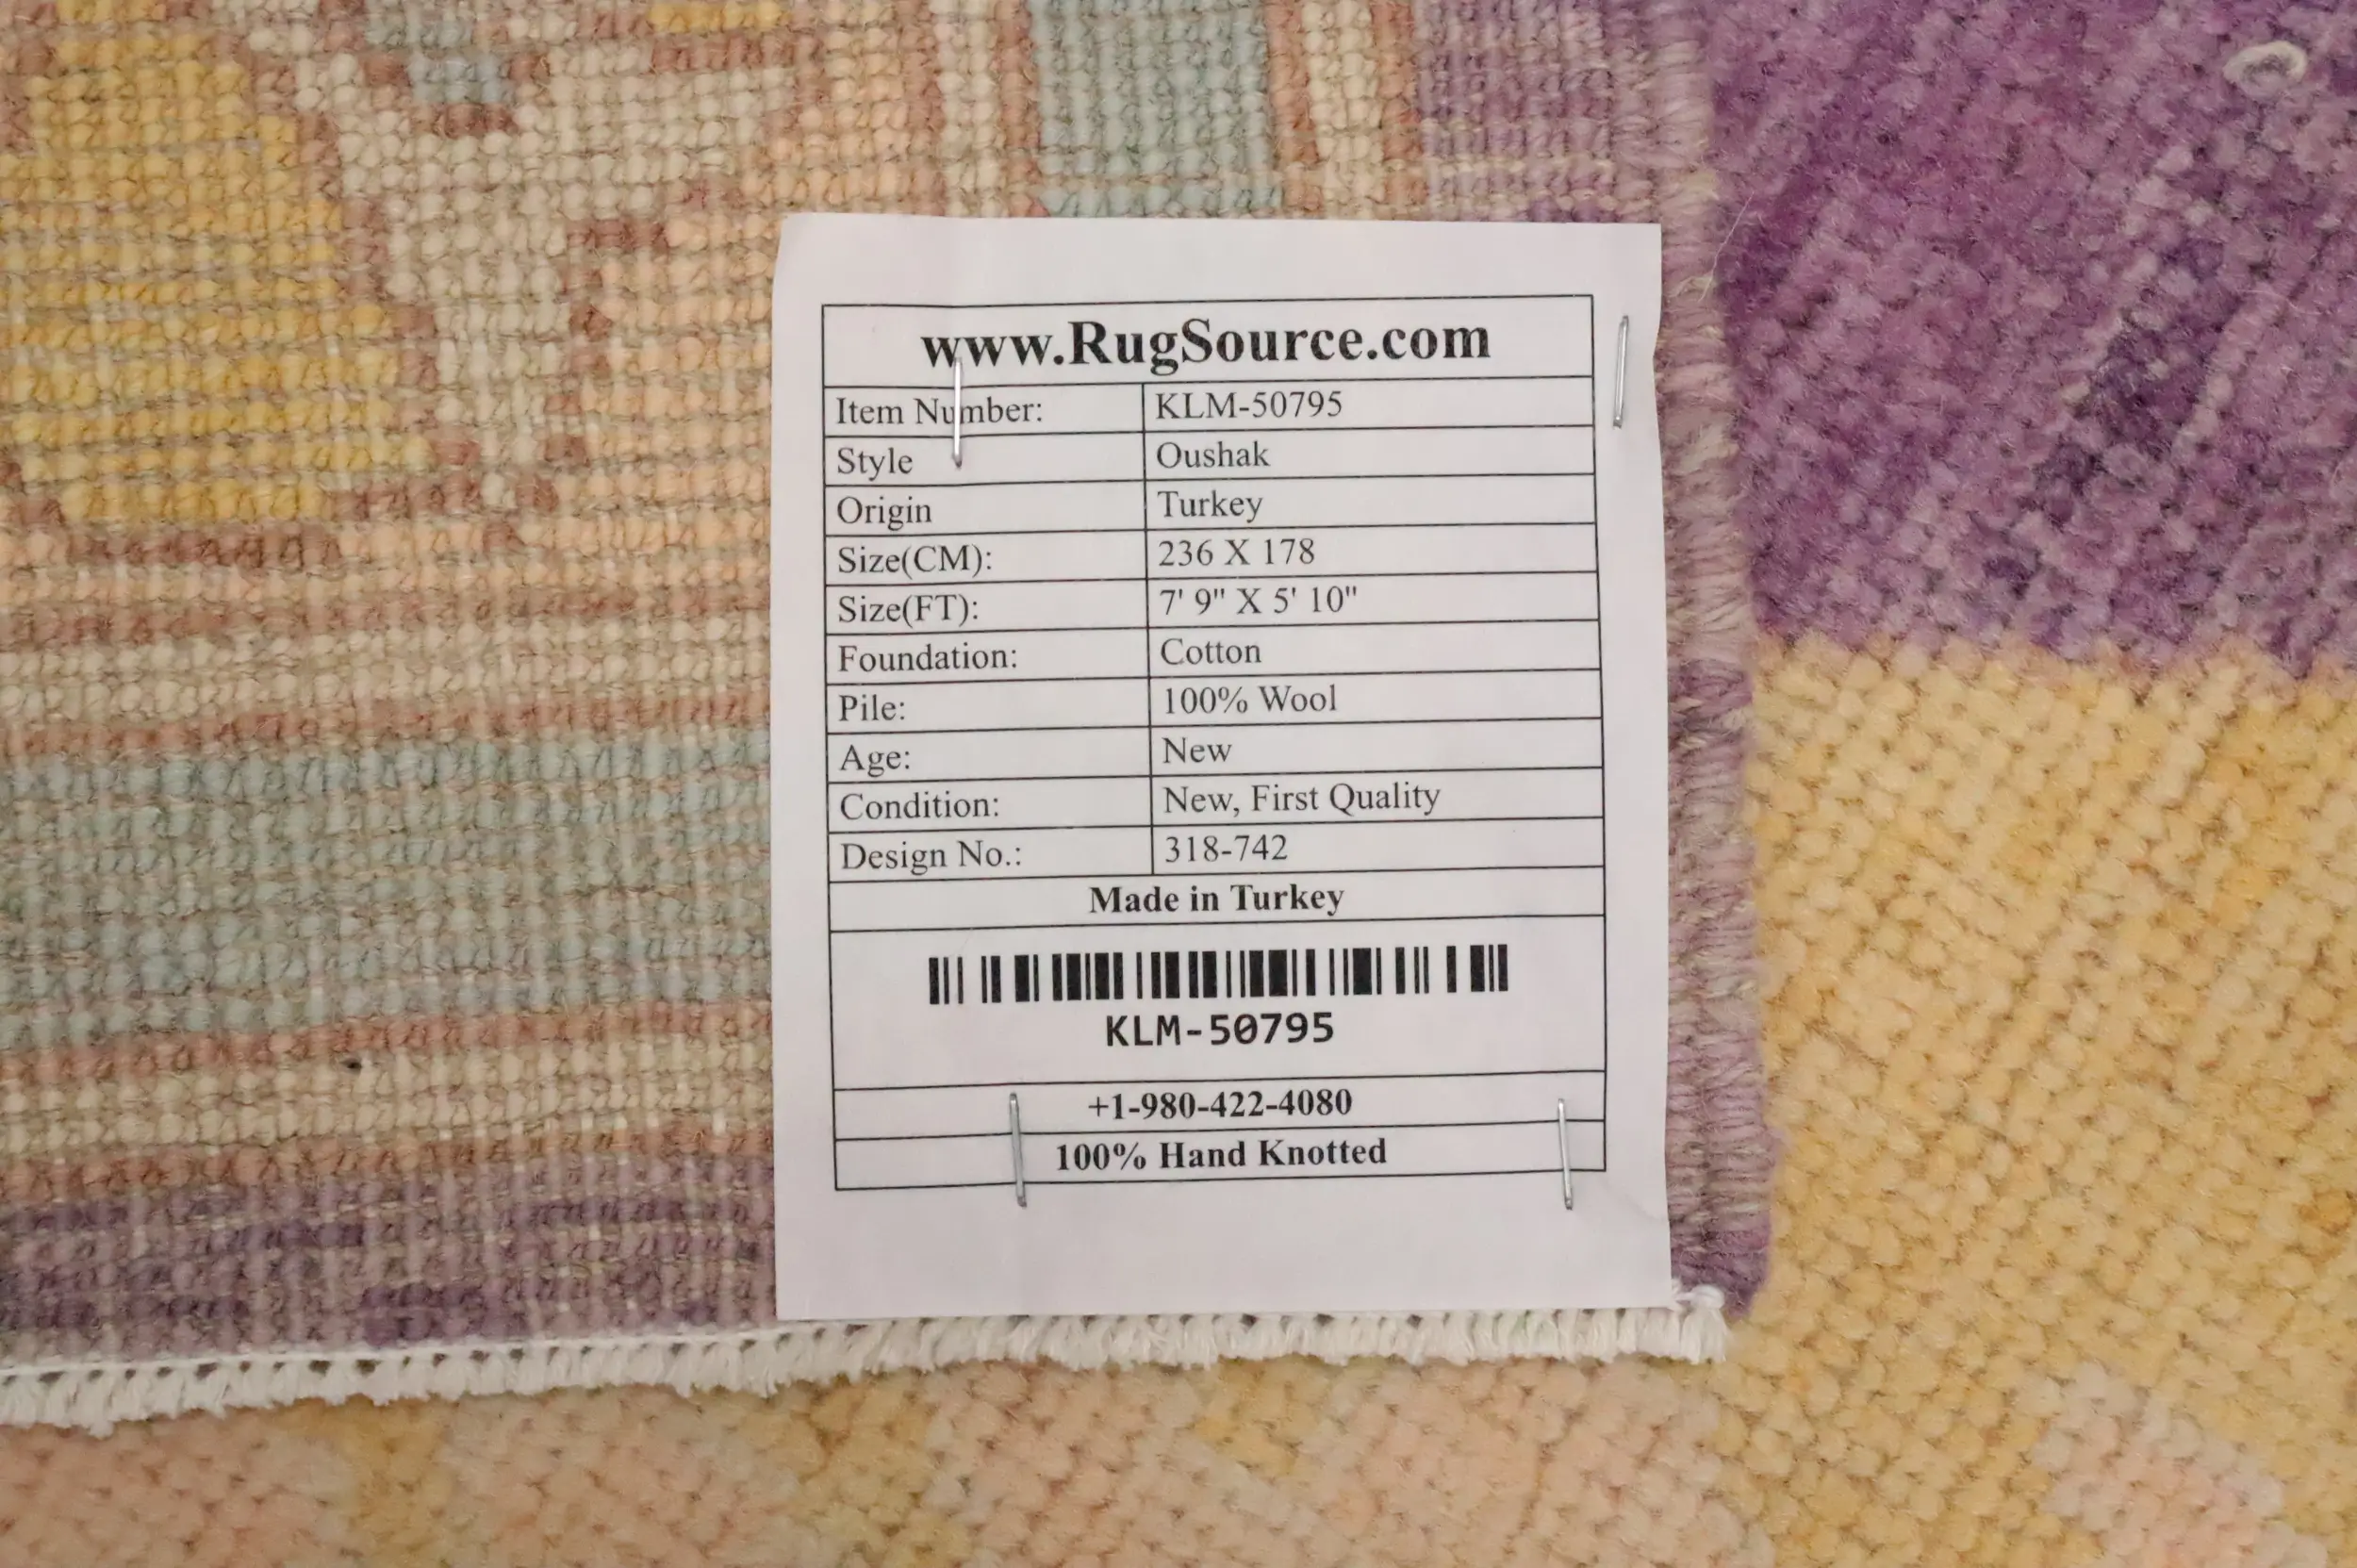 www.RugSource.com
Item Number: KLM-50795
Style Oushak
Origin Turkey
Size(CM): 236 X 178
Size(FT): 7' 9" X 5' 10"
Foundation: Cotton
Pile: 100% Wool
Age: New
Condition: New, First Quality
Design No.: 318-742
Made in Turkey
KLM-50795
+1-980-422-4080
100% Hand Knotted